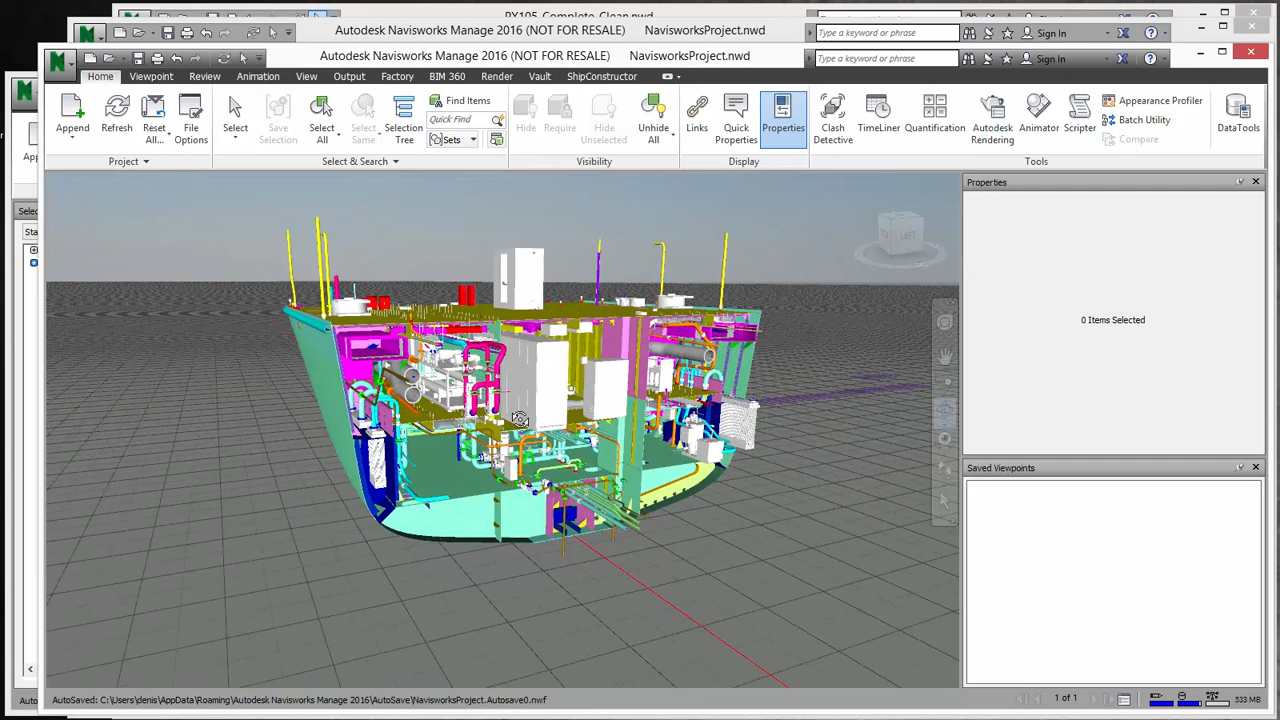 PX105_Complete_Clean.nwd
Autodesk Navisworks Manage 2016 (NOT FOR RESALE) NavisworksProject.nwd
Type a keyword or phrase
Sign In
Autodesk Navisworks Manage 2016 (NOT FOR RESALE) NavisworksProject.nwd
Type a keyword or phrase
Sign In
Home Viewpoint Review Animation View Output Factory BIM 360 Render Vault ShipConstructor
Append
Refresh
Reset All...
File Options
Project
Select
Save Selection
Select All
Select Same
Selection Tree
Find Items
Quick Find
Sets
Select & Search
Hide
Require
Hide Unselected
Unhide All
Visibility
Links
Quick Properties
Properties
Display
Clash Detective
TimeLiner
Quantification
Autodesk Rendering
Animator
Scripter
Appearance Profiler
Batch Utility
Compare
Tools
DataTools
Ap
Selec
Sta
LEFT
Properties
0 Items Selected
Saved Viewpoints
Auto
AutoSaved: C:\Users\denis\AppData\Roaming\Autodesk Navisworks Manage 2016\AutoSave\NavisworksProject.Autosave0.nwf
1 of 1
533 MB